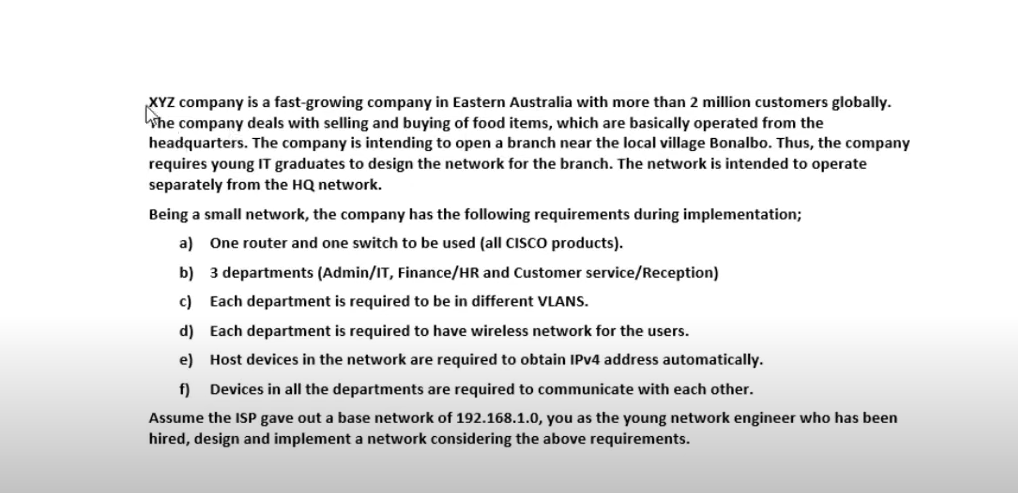 XYZ company is a fast-growing company in Eastern Australia with more than 2 million customers globally.
The company deals with selling and buying of food items, which are basically operated from the
headquarters. The company is intending to open a branch near the local village Bonalbo. Thus, the company
requires young IT graduates to design the network for the branch. The network is intended to operate
separately from the HQ network.
Being a small network, the company has the following requirements during implementation;
a) One router and one switch to be used (all CISCO products).
b) 3 departments (Admin/IT, Finance/HR and Customer service/Reception)
c) Each department is required to be in different VLANS.
d) Each department is required to have wireless network for the users.
e) Host devices in the network are required to obtain IPv4 address automatically.
f) Devices in all the departments are required to communicate with each other.
Assume the ISP gave out a base network of 192.168.1.0, you as the young network engineer who has been
hired, design and implement a network considering the above requirements.